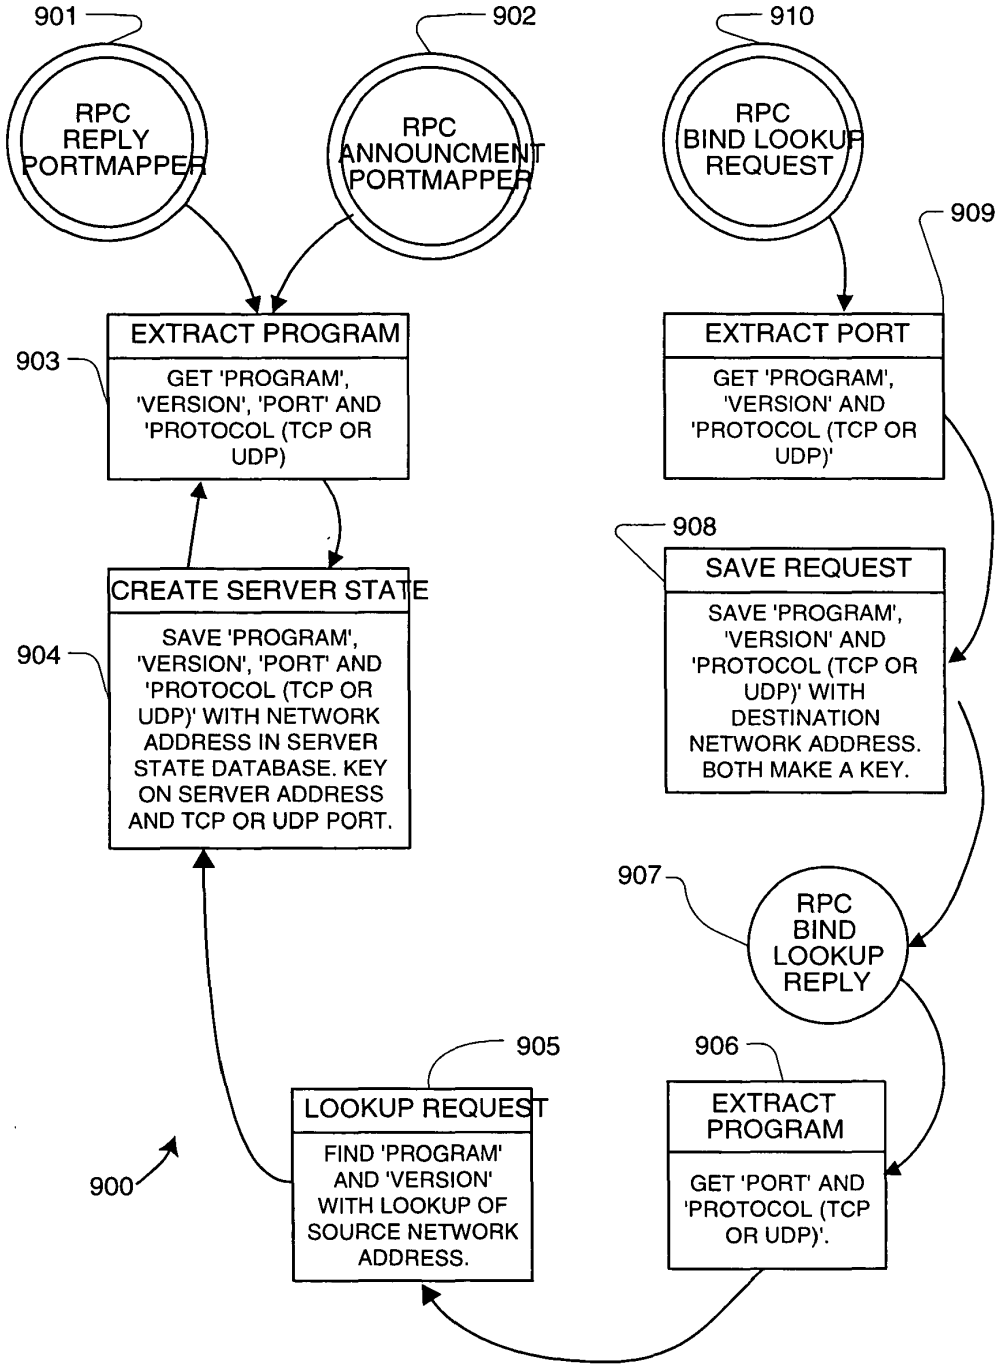 901
902
910
RPC
REPLY
PORTMAPPER
RPC
ANNOUNCMENT
PORTMAPPER
RPC
BIND LOOKUP
REQUEST
909
EXTRACT PROGRAM
903
GET 'PROGRAM',
'VERSION', 'PORT' AND
'PROTOCOL (TCP OR
UDP)
EXTRACT PORT
GET 'PROGRAM',
'VERSION' AND
'PROTOCOL (TCP OR
UDP)'
908
CREATE SERVER STATE
904
SAVE 'PROGRAM',
'VERSION', 'PORT' AND
'PROTOCOL (TCP OR
UDP)' WITH NETWORK
ADDRESS IN SERVER
STATE DATABASE. KEY
ON SERVER ADDRESS
AND TCP OR UDP PORT.
SAVE REQUEST
SAVE 'PROGRAM',
'VERSION' AND
'PROTOCOL (TCP OR
UDP)' WITH
DESTINATION
NETWORK ADDRESS.
BOTH MAKE A KEY.
907
RPC
BIND
LOOKUP
REPLY
905
906
LOOKUP REQUEST
FIND 'PROGRAM'
AND 'VERSION'
WITH LOOKUP OF
SOURCE NETWORK
ADDRESS.
EXTRACT
PROGRAM
GET 'PORT' AND
'PROTOCOL (TCP
OR UDP)'.
900